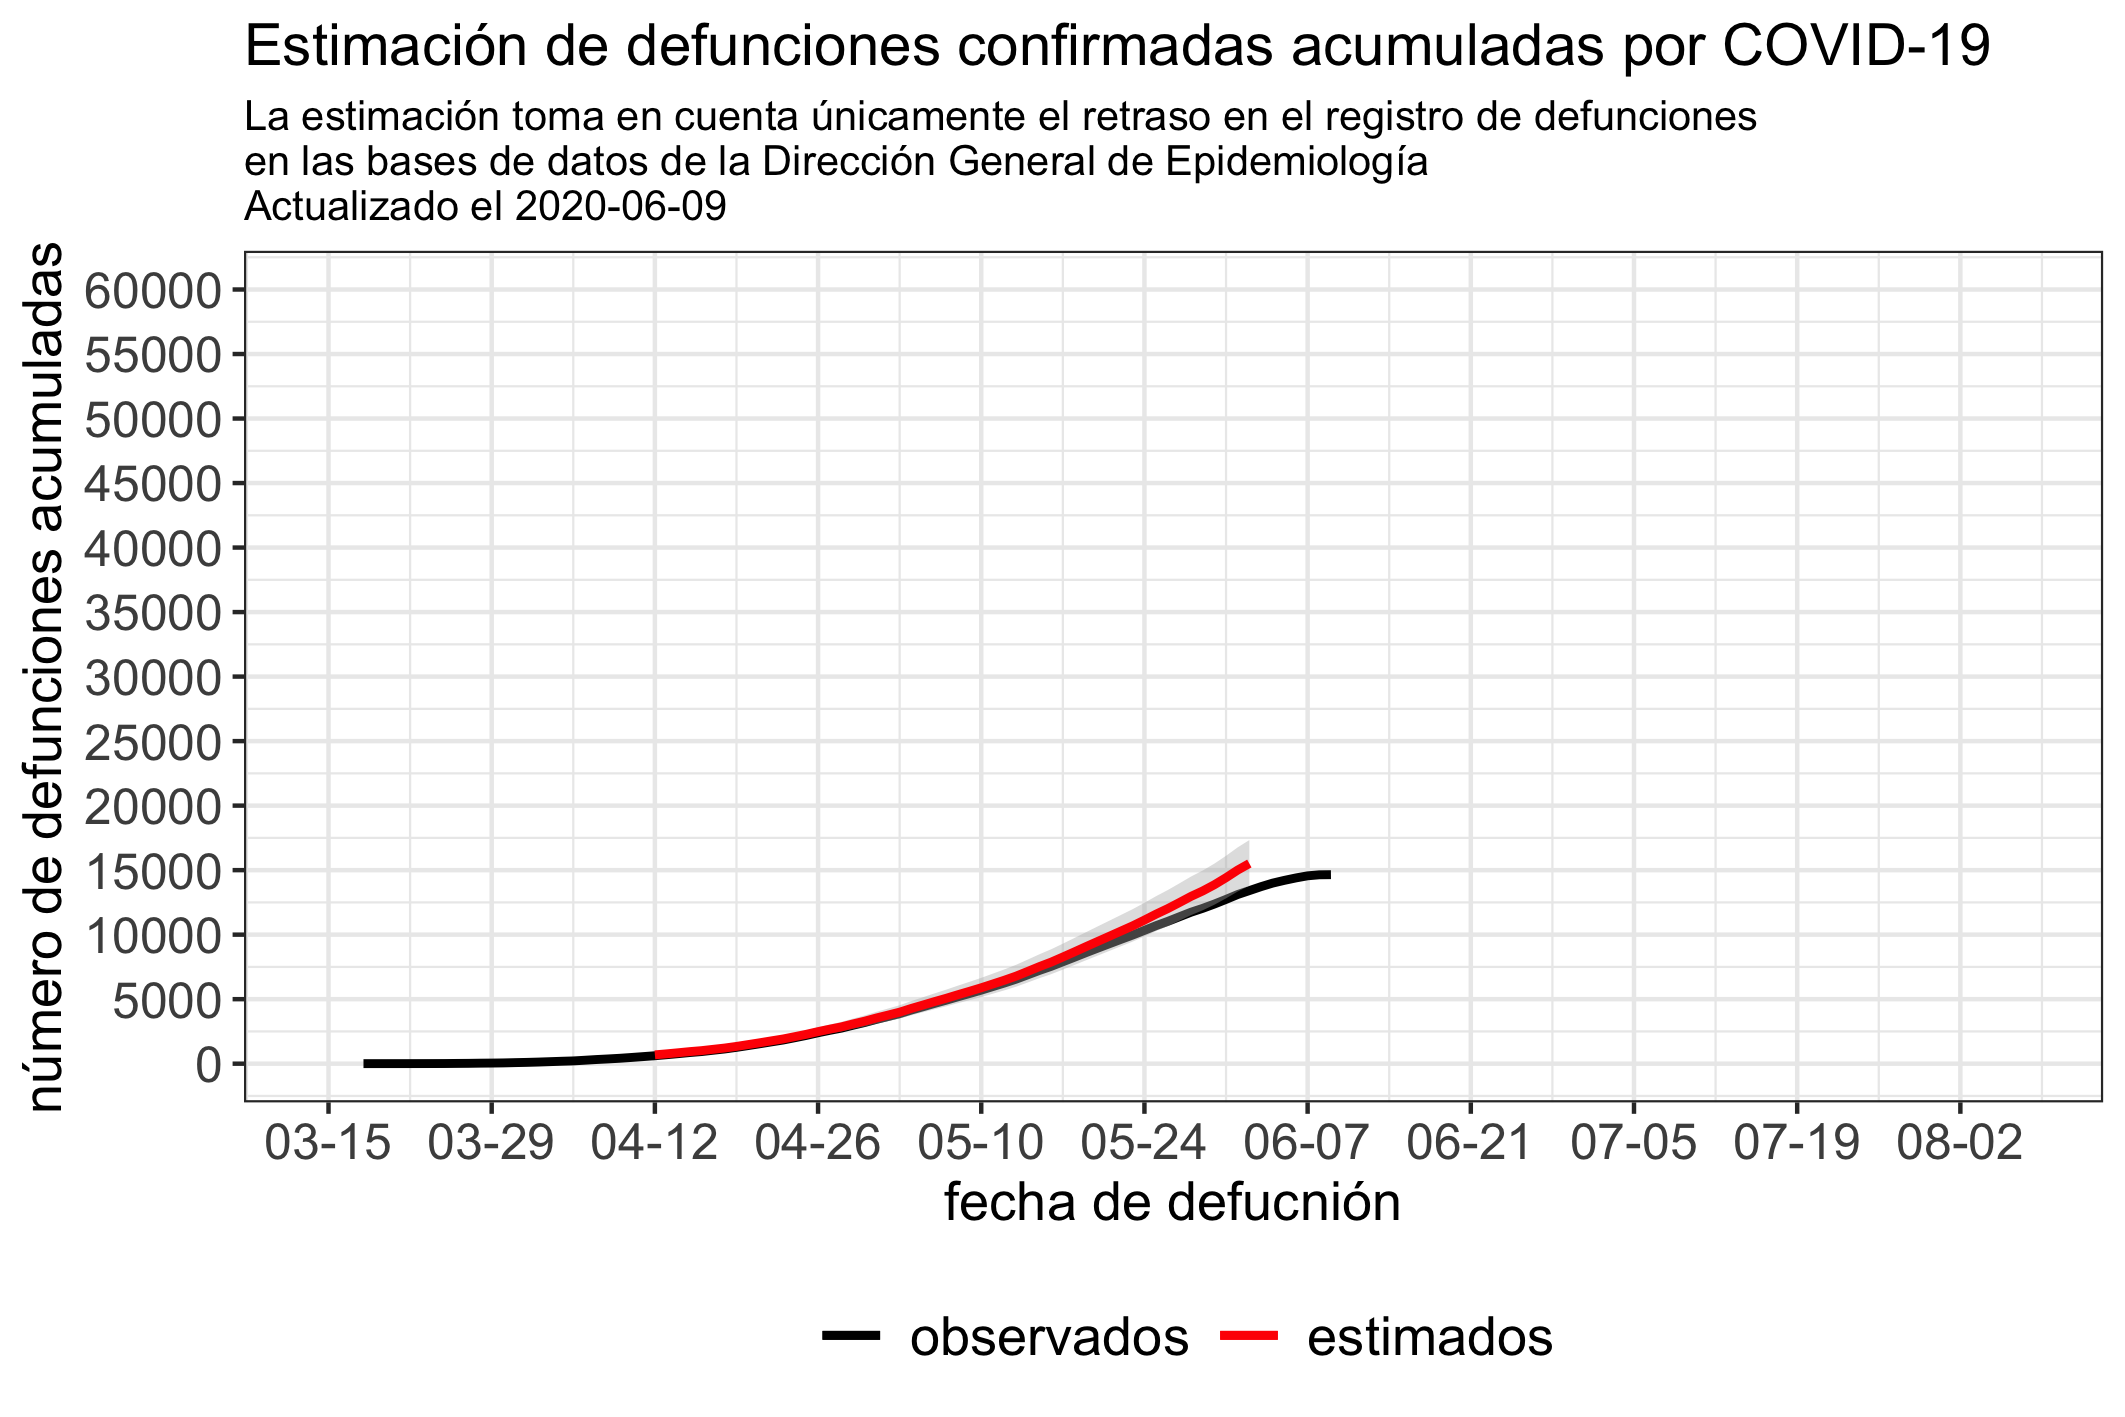 Estimación de defunciones confirmadas acumuladas por COVID-19
La estimación toma en cuenta únicamente el retraso en el registro de defunciones
en las bases de datos de la Dirección General de Epidemiología
Actualizado el 2020-06-09
número de defunciones acumuladas
60000
55000
50000
45000
40000
35000
30000
25000
20000
15000
10000
5000
0
03-15 03-29 04-12 04-26 05-10 05-24 06-07 06-21 07-05 07-19 08-02
fecha de defucnión
observados estimados